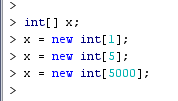 >
> int[] x;
> x = new int[1];
> x = new int[5];
> x = new int[5000];
>